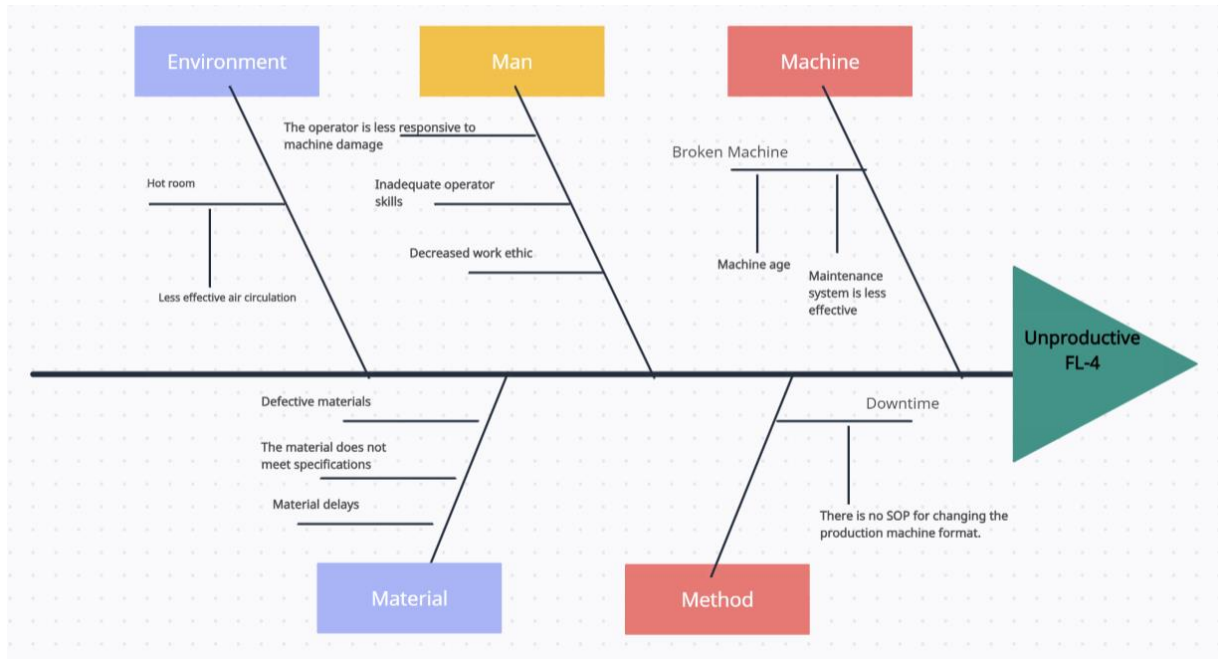 Environment
Man
Machine
The operator is less responsive to
machine damage
Broken Machine
Hot room
Inadequate operator
skills
Decreased work ethic
Machine age
Maintenance
system is less
effective
Less effective air circulation
Unproductive
FL-4
Defective materials
Downtime
The material does not
meet specifications
Material delays
There is no SOP for changing the
production machine format.
Material
Method